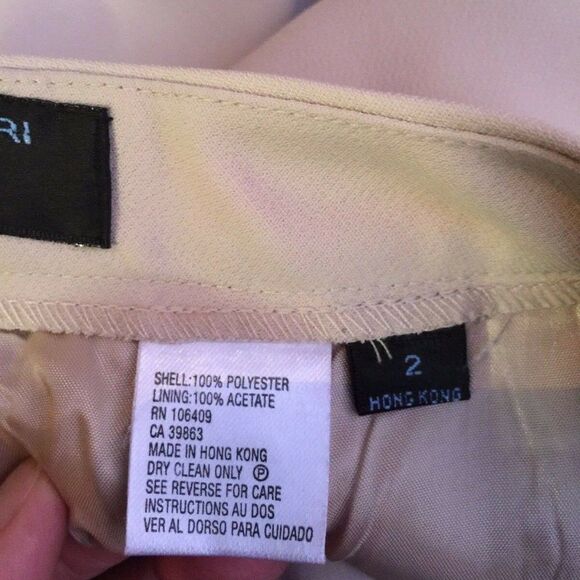 RI
SHELL:100% POLYESTER
LINING:100% ACETATE
RN 106409
CA 39863
MADE IN HONG KONG
DRY CLEAN ONLY Ⓟ
SEE REVERSE FOR CARE
INSTRUCTIONS AU DOS
VER AL DORSO PARA CUIDADO
2
HONG KONG